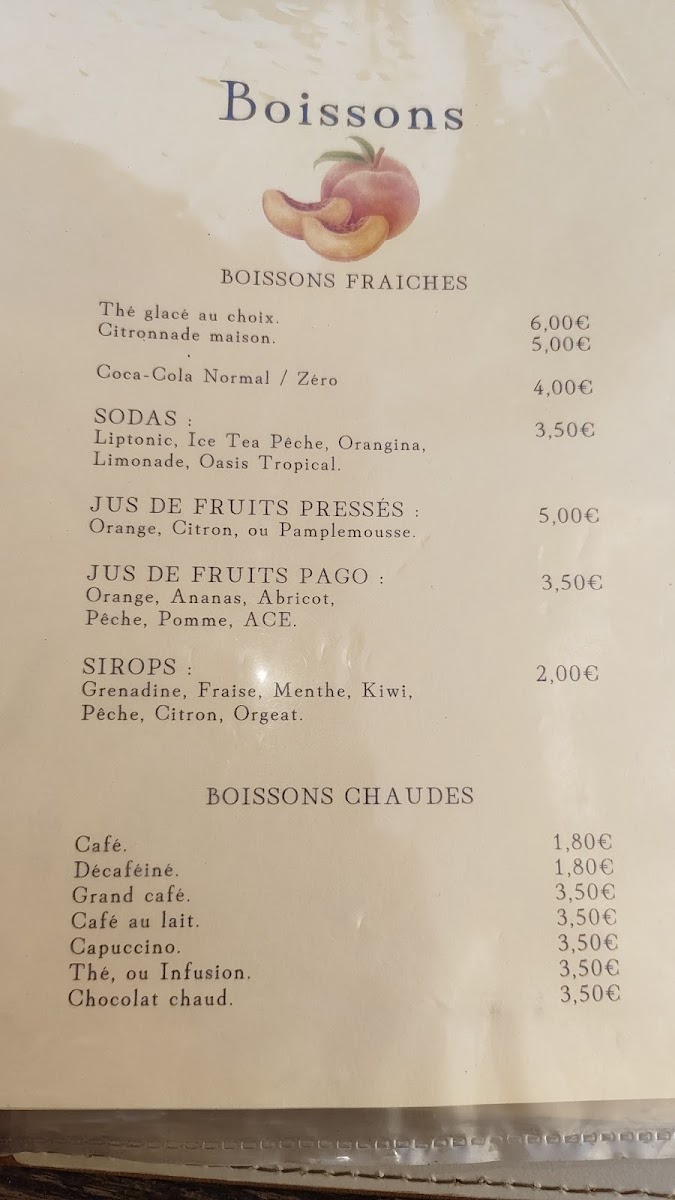 Boissons
BOISSONS FRAICHES
Thé glacé au choix. 6,00€
Citronnade maison. 5,00€
Coca-Cola Normal / Zéro 4,00€
SODAS : 3,50€
Liptonic, Ice Tea Pêche, Orangina,
Limonade, Oasis Tropical.
JUS DE FRUITS PRESSÉS : 5,00€
Orange, Citron, ou Pamplemousse.
JUS DE FRUITS PAGO : 3,50€
Orange, Ananas, Abricot,
Pêche, Pomme, ACE.
SIROPS : 2,00€
Grenadine, Fraise, Menthe, Kiwi,
Pêche, Citron, Orgeat.
BOISSONS CHAUDES
Café. 1,80€
Décaféiné. 1,80€
Grand café. 3,50€
Café au lait. 3,50€
Capuccino. 3,50€
Thé, ou Infusion. 3,50€
Chocolat chaud. 3,50€